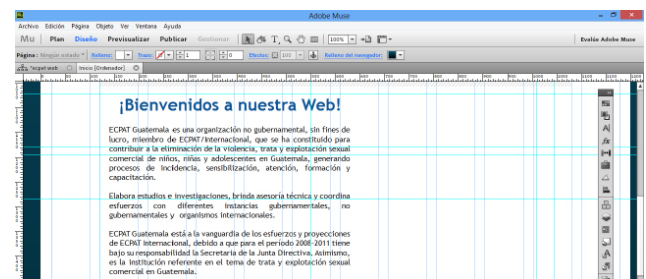 Adobe Muse
Archivo Edición Página Objeto Ver Ventana Ayuda
Mu Plan Diseño Previsualizar Publicar Gestionar T 100% Evalúe Adobe Muse
Página: Ningún estado Relleno: Trazo: 1 0 Efectos: 100 Relleno del navegador:
*ecpat web Inicio [Ordenador]
¡Bienvenidos a nuestra Web!
ECPAT Guatemala es una organización no gubernamental, sin fines de
lucro, miembro de ECPAT/Internacional, que se ha constituido para
contribuir a la eliminación de la violencia, trata y explotación sexual
comercial de niños, niñas y adolescentes en Guatemala, generando
procesos de incidencia, sensibilización, atención, formación y
capacitación.
Elabora estudios e investigaciones, brinda asesoría técnica y coordina
esfuerzos con diferentes instancias gubernamentales, no
gubernamentales y organismos internacionales.
ECPAT Guatemala está a la vanguardia de los esfuerzos y proyecciones
de ECPAT Internacional, debido a que para el período 2008-2011 tiene
bajo su responsabilidad la Secretaria de la Junta Directiva, Asimismo,
es la institución referente en el tema de trata y explotación sexual
comercial en Guatemala.